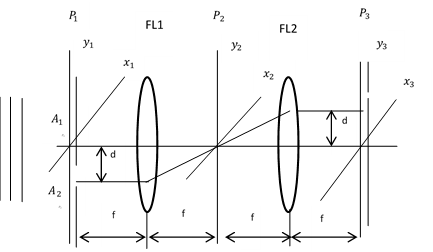 P₁
FL1
P₂
FL2
P₃
y₁
y₂
y₃
x₁
x₂
x₃
A₁
d
d
A₂
f
f
f
f